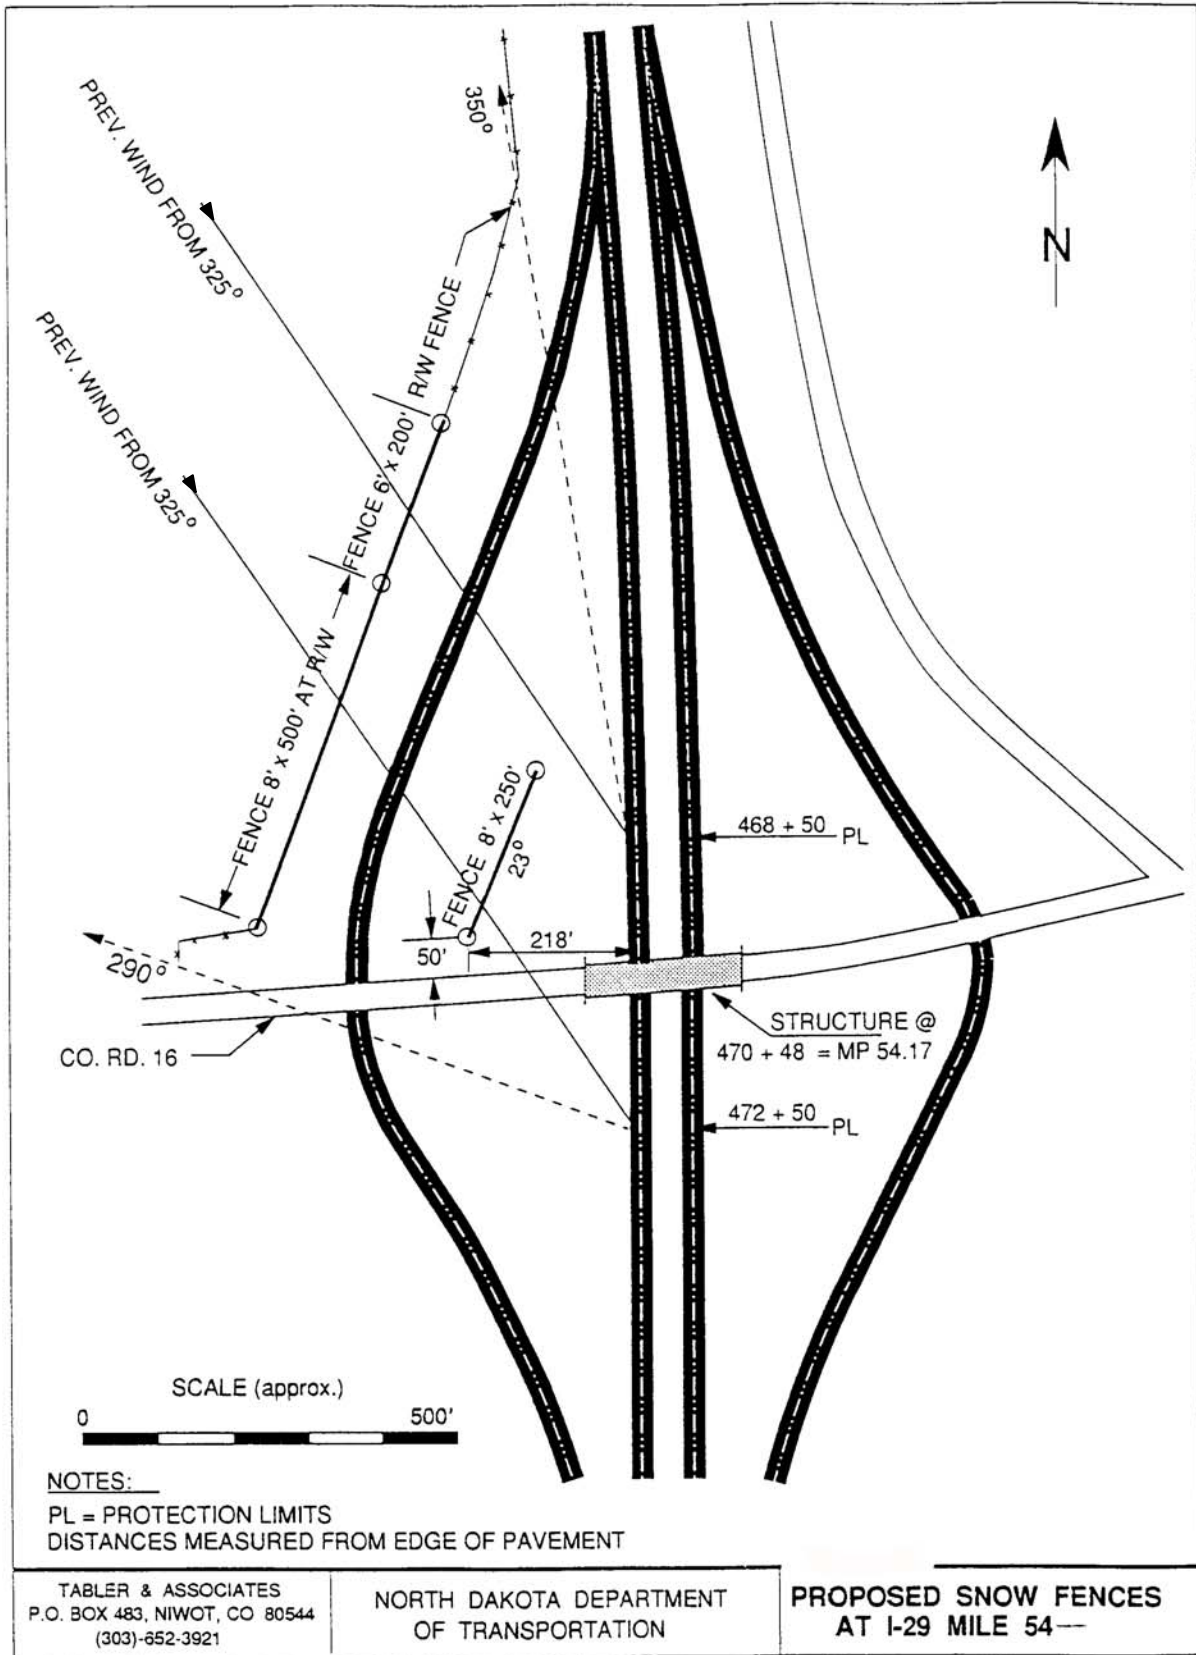 PREV. WIND FROM 325°
350°
N
R/W FENCE
PREV. WIND FROM 325°
FENCE 6' x 200'
FENCE 8' x 500' AT R/W
FENCE 8' x 250'
23°
468 + 50
PL
218'
50'
290°
STRUCTURE @
470 + 48 = MP 54.17
CO. RD. 16
472 + 50
PL
SCALE (approx.)
0 500'
NOTES:
PL = PROTECTION LIMITS
DISTANCES MEASURED FROM EDGE OF PAVEMENT
TABLER & ASSOCIATES
P.O. BOX 483, NIWOT, CO 80544
(303)-652-3921
NORTH DAKOTA DEPARTMENT
OF TRANSPORTATION
PROPOSED SNOW FENCES
AT I-29 MILE 54—